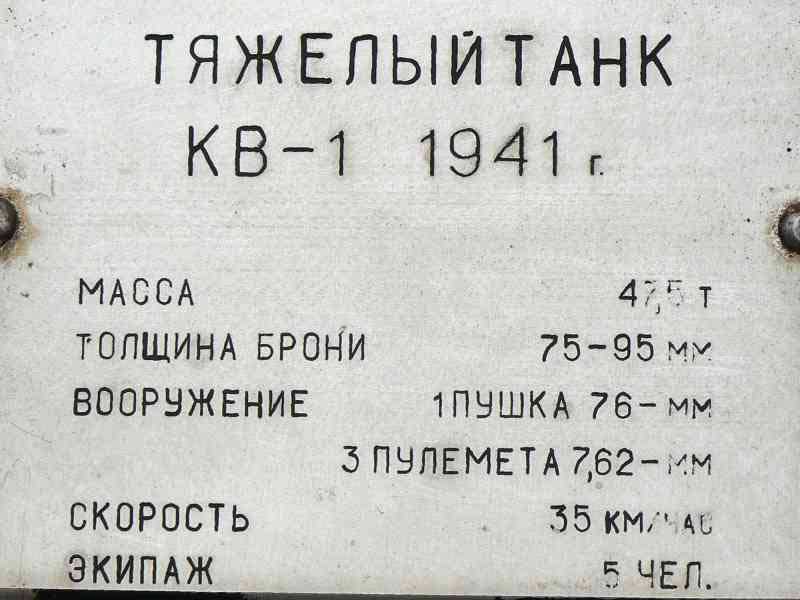 ТЯЖЕЛЫЙ ТАНК
КВ-1 1941 г.
МАССА 47,5 т
ТОЛЩИНА БРОНИ 75-95 мм
ВООРУЖЕНИЕ 1 ПУШКА 76-мм
3 ПУЛЕМЕТА 7,62-мм
СКОРОСТЬ 35 КМ/ЧАС
ЭКИПАЖ 5 ЧЕЛ.